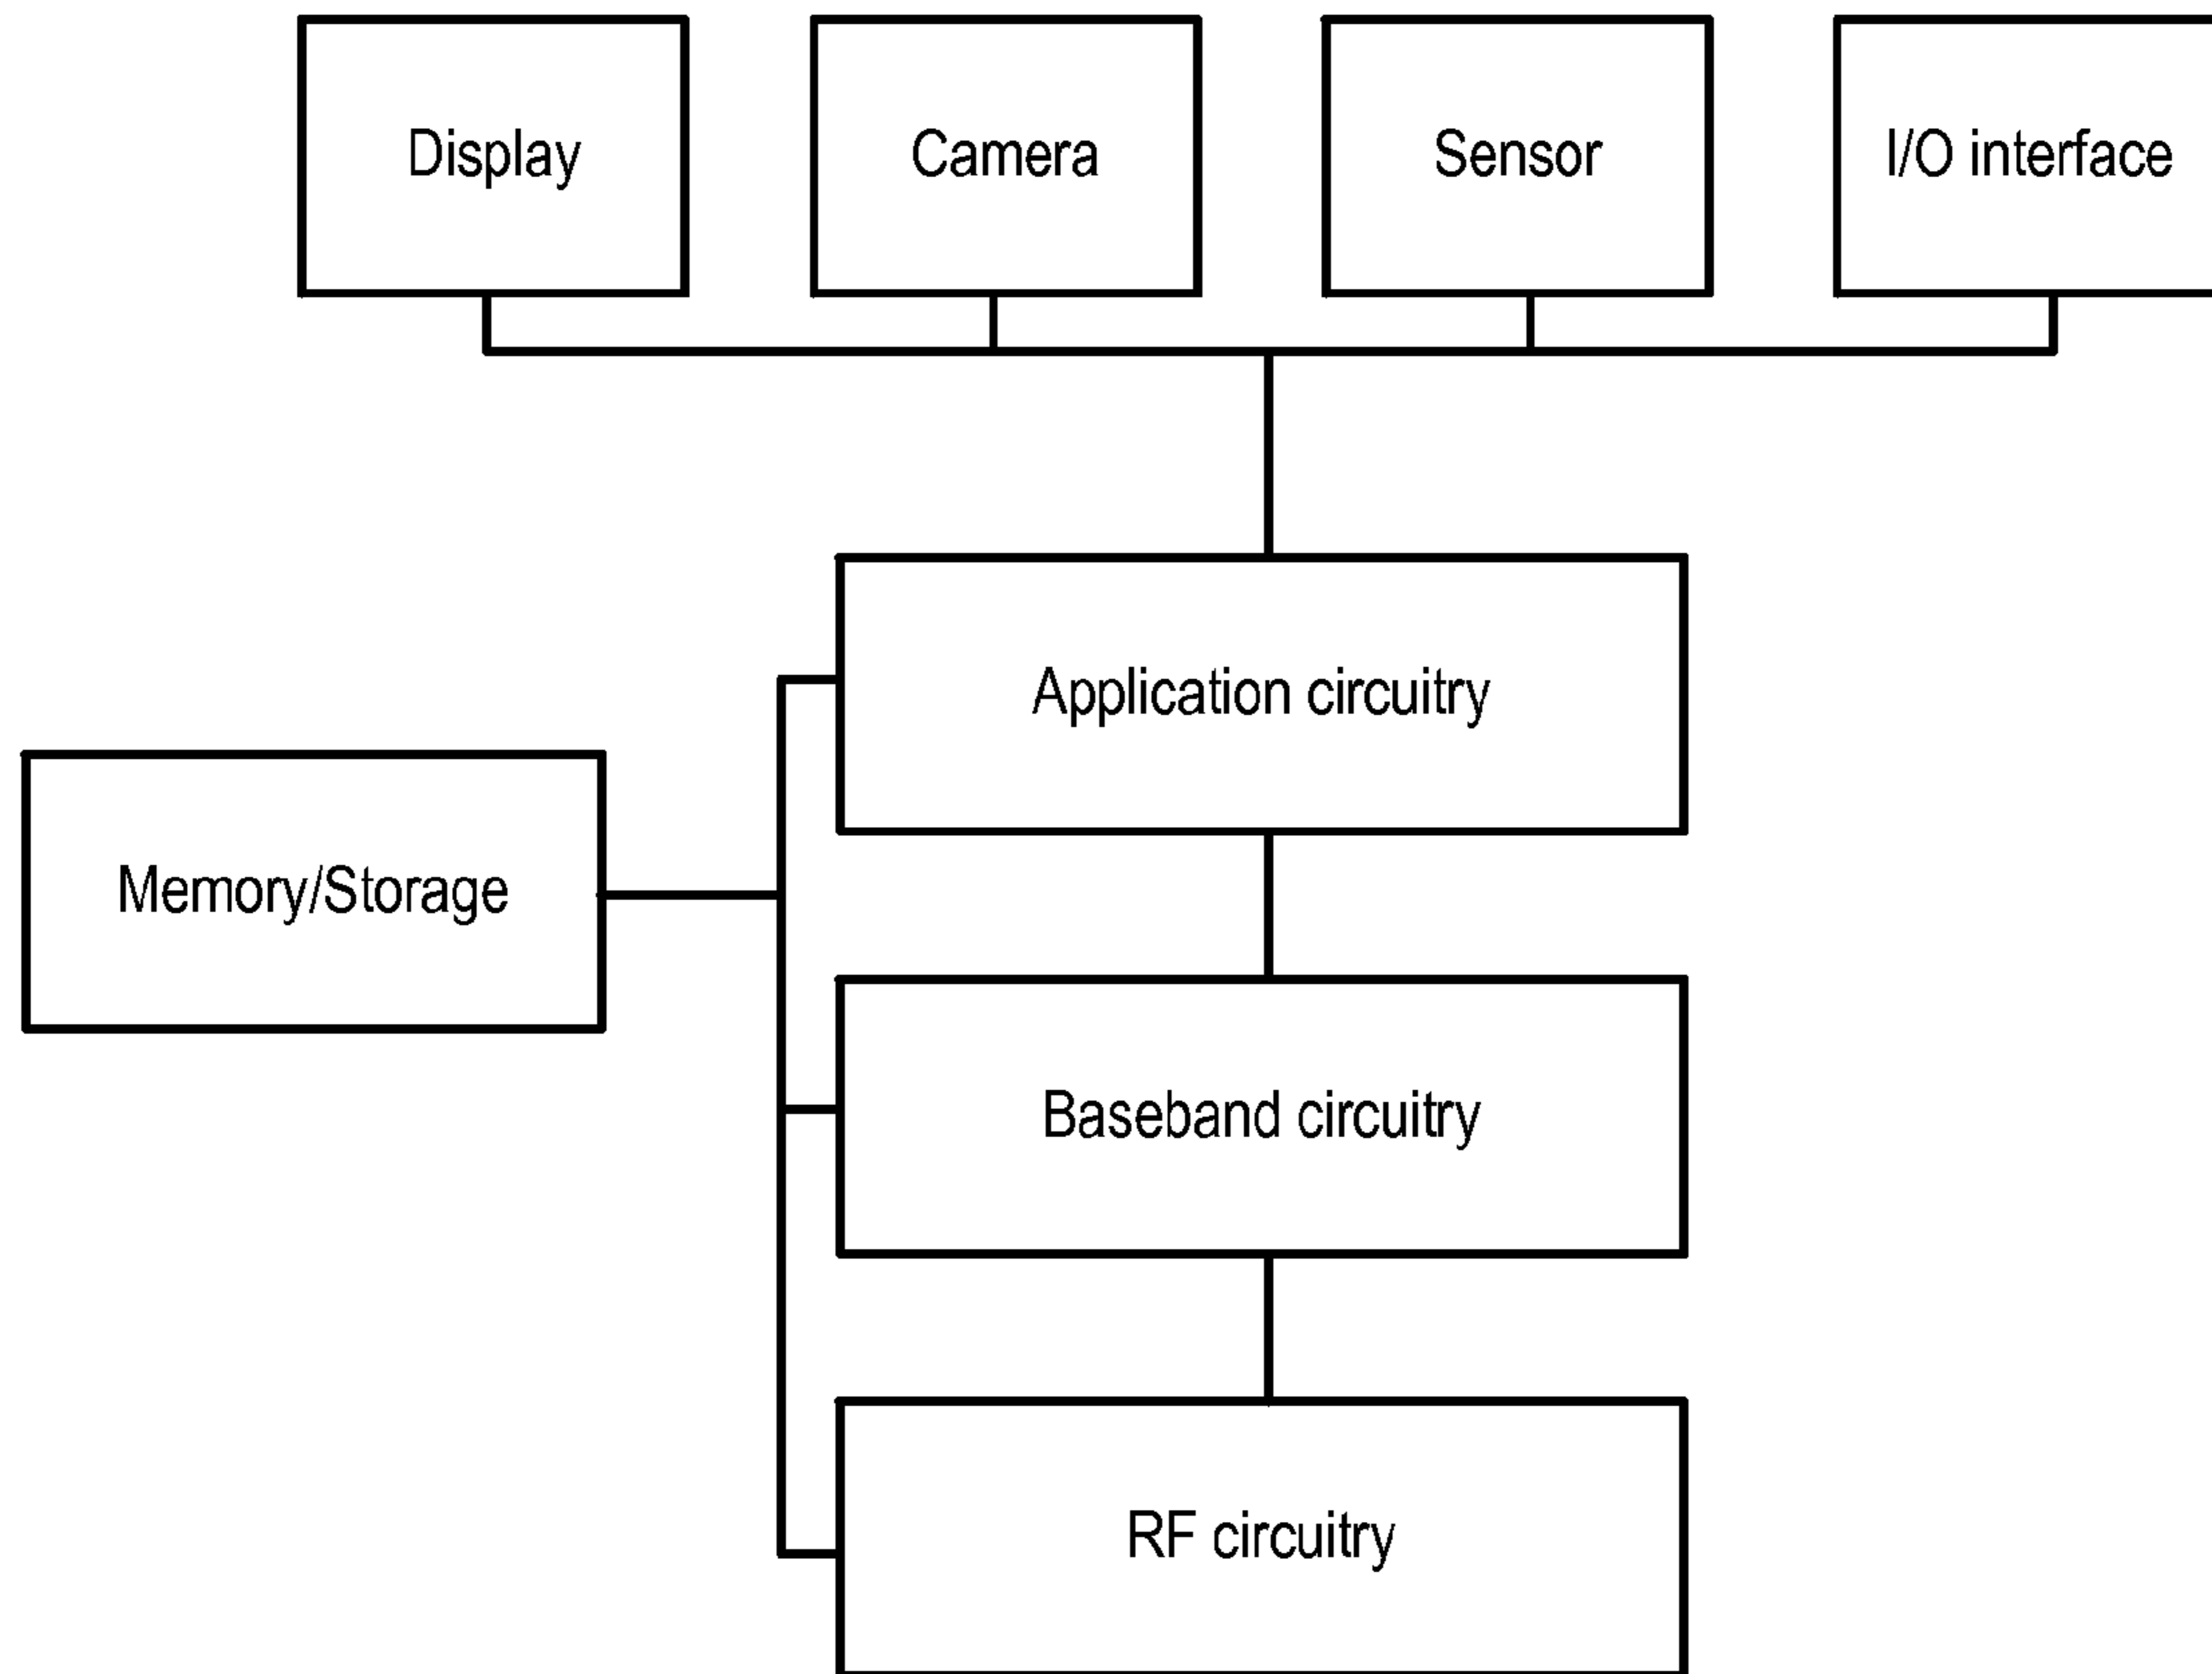 Display
Camera
Sensor
I/O interface
Application circuitry
Memory/Storage
Baseband circuitry
RF circuitry